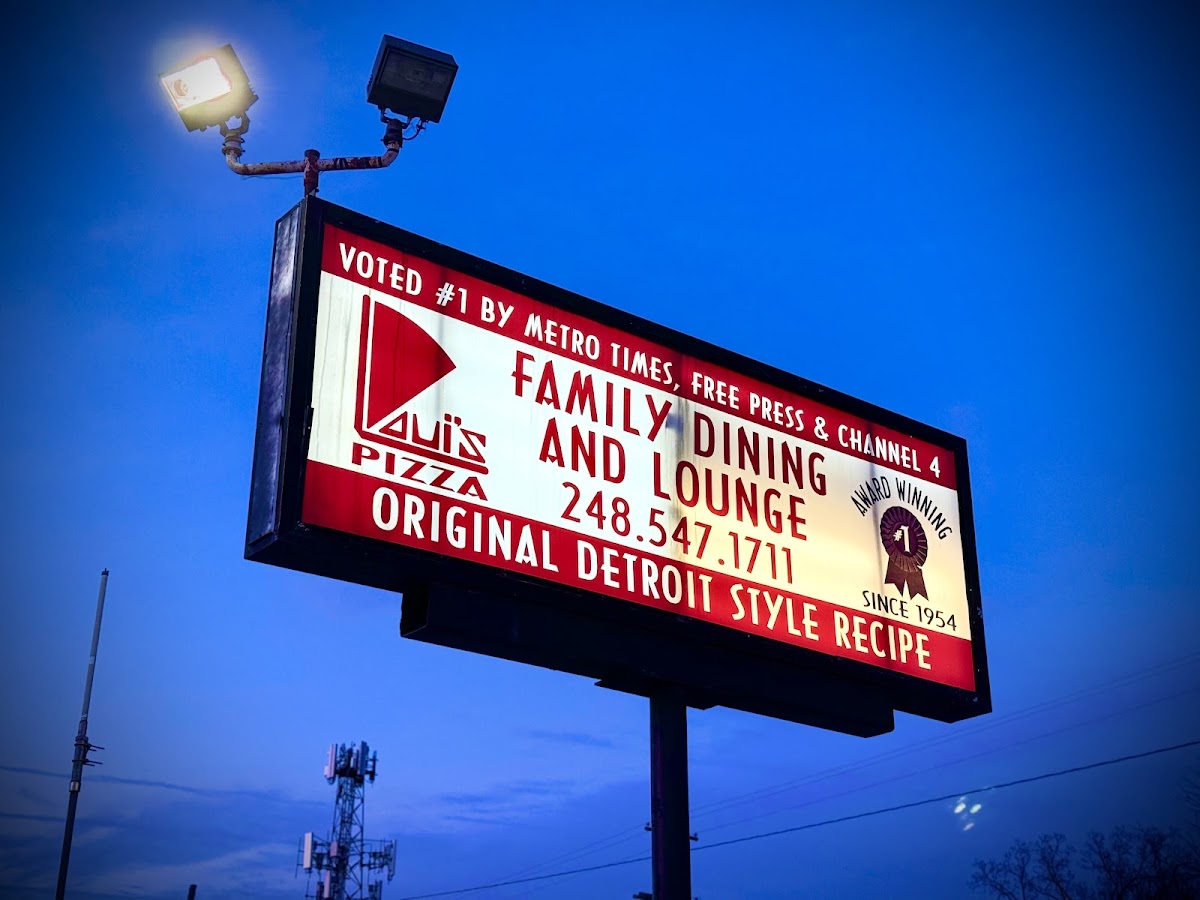 VOTED #1 BY METRO TIMES, FREE PRESS & CHANNEL 4
Loui's
PIZZA
FAMILY DINING
AND LOUNGE
248.547.1711
AWARD WINNING
#1
SINCE 1954
ORIGINAL DETROIT STYLE RECIPE